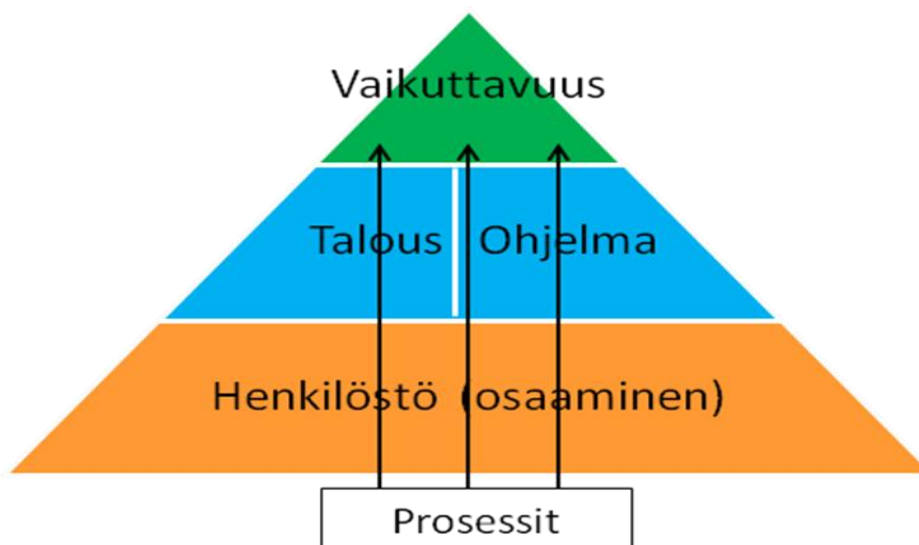 Vaikuttavuus
Talous Ohjelma
Henkilöstö (osaaminen)
Prosessit